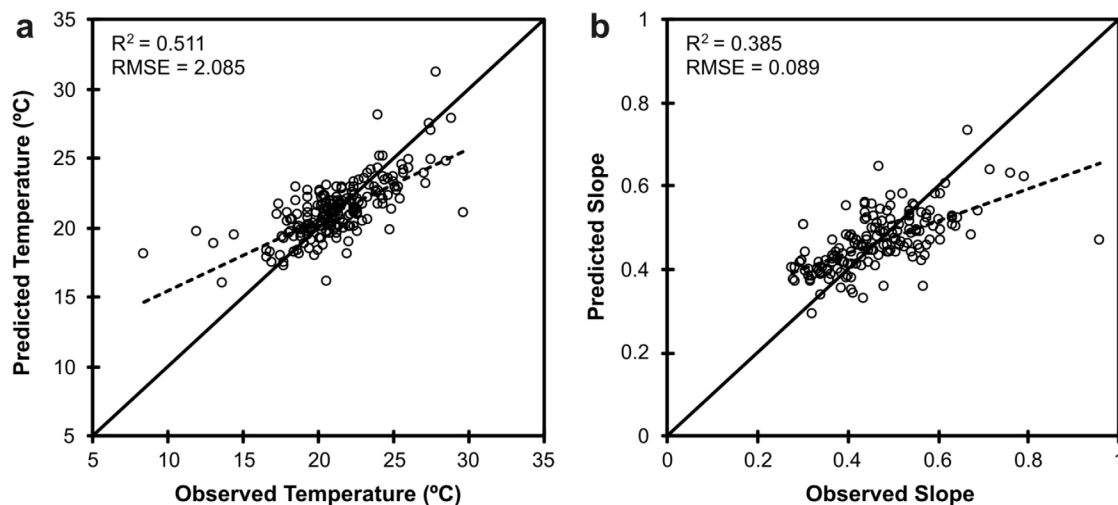 a
R² = 0.511
RMSE = 2.085
35
30
25
20
15
10
5
5 10 15 20 25 30 35
Predicted Temperature (ºC)
Observed Temperature (ºC)
b
R² = 0.385
RMSE = 0.089
1
0.8
0.6
0.4
0.2
0
0 0.2 0.4 0.6 0.8 1
Predicted Slope
Observed Slope